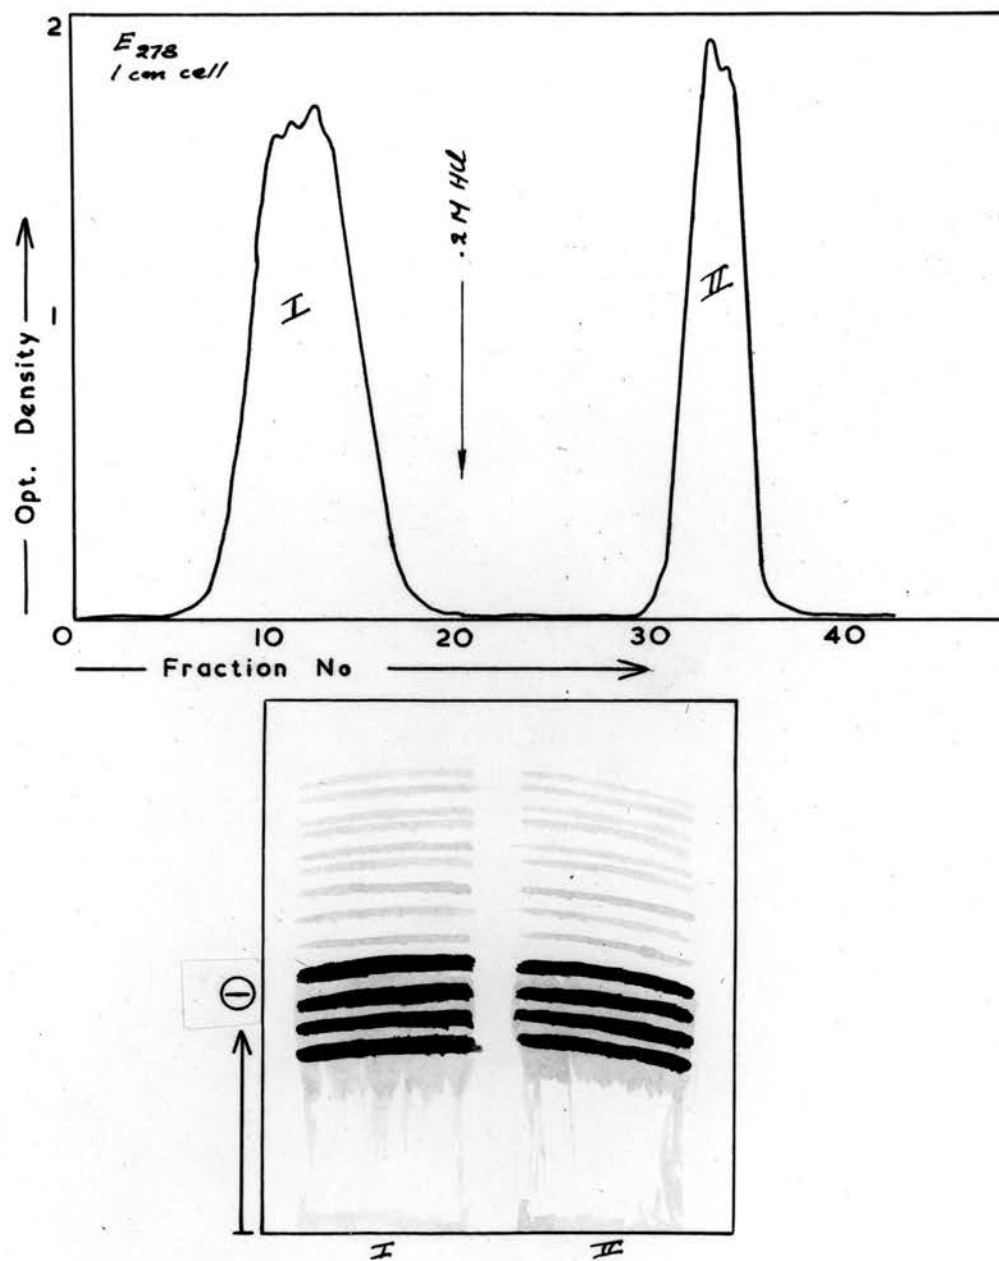 2
E278
1 cm cell
.2 M HCl
I
II
1
Opt. Density
0
10
20
30
40
Fraction No
I
II